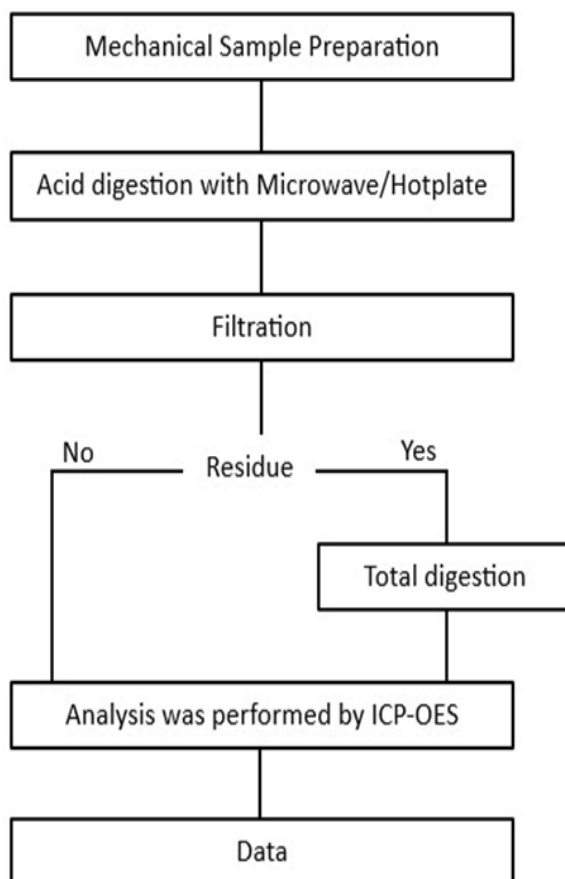 Mechanical Sample Preparation
Acid digestion with Microwave/Hotplate
Filtration
No
Residue
Yes
Total digestion
Analysis was performed by ICP-OES
Data